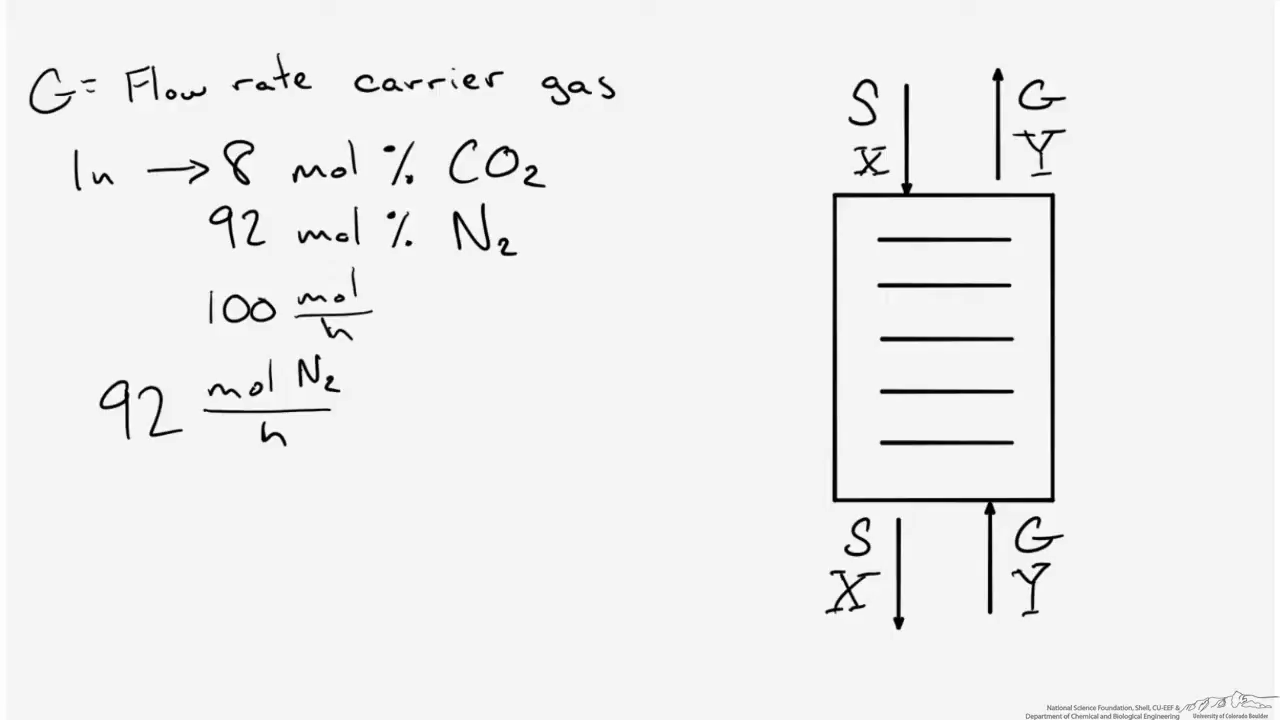 G = Flow rate carrier gas
In → 8 mol % CO₂
92 mol % N₂
100 mol/h
92 mol N₂/h
S G
X Y
S G
X Y
National Science Foundation, Shell, CU-EEF &
Department of Chemical and Biological Engineering
University of Colorado Boulder